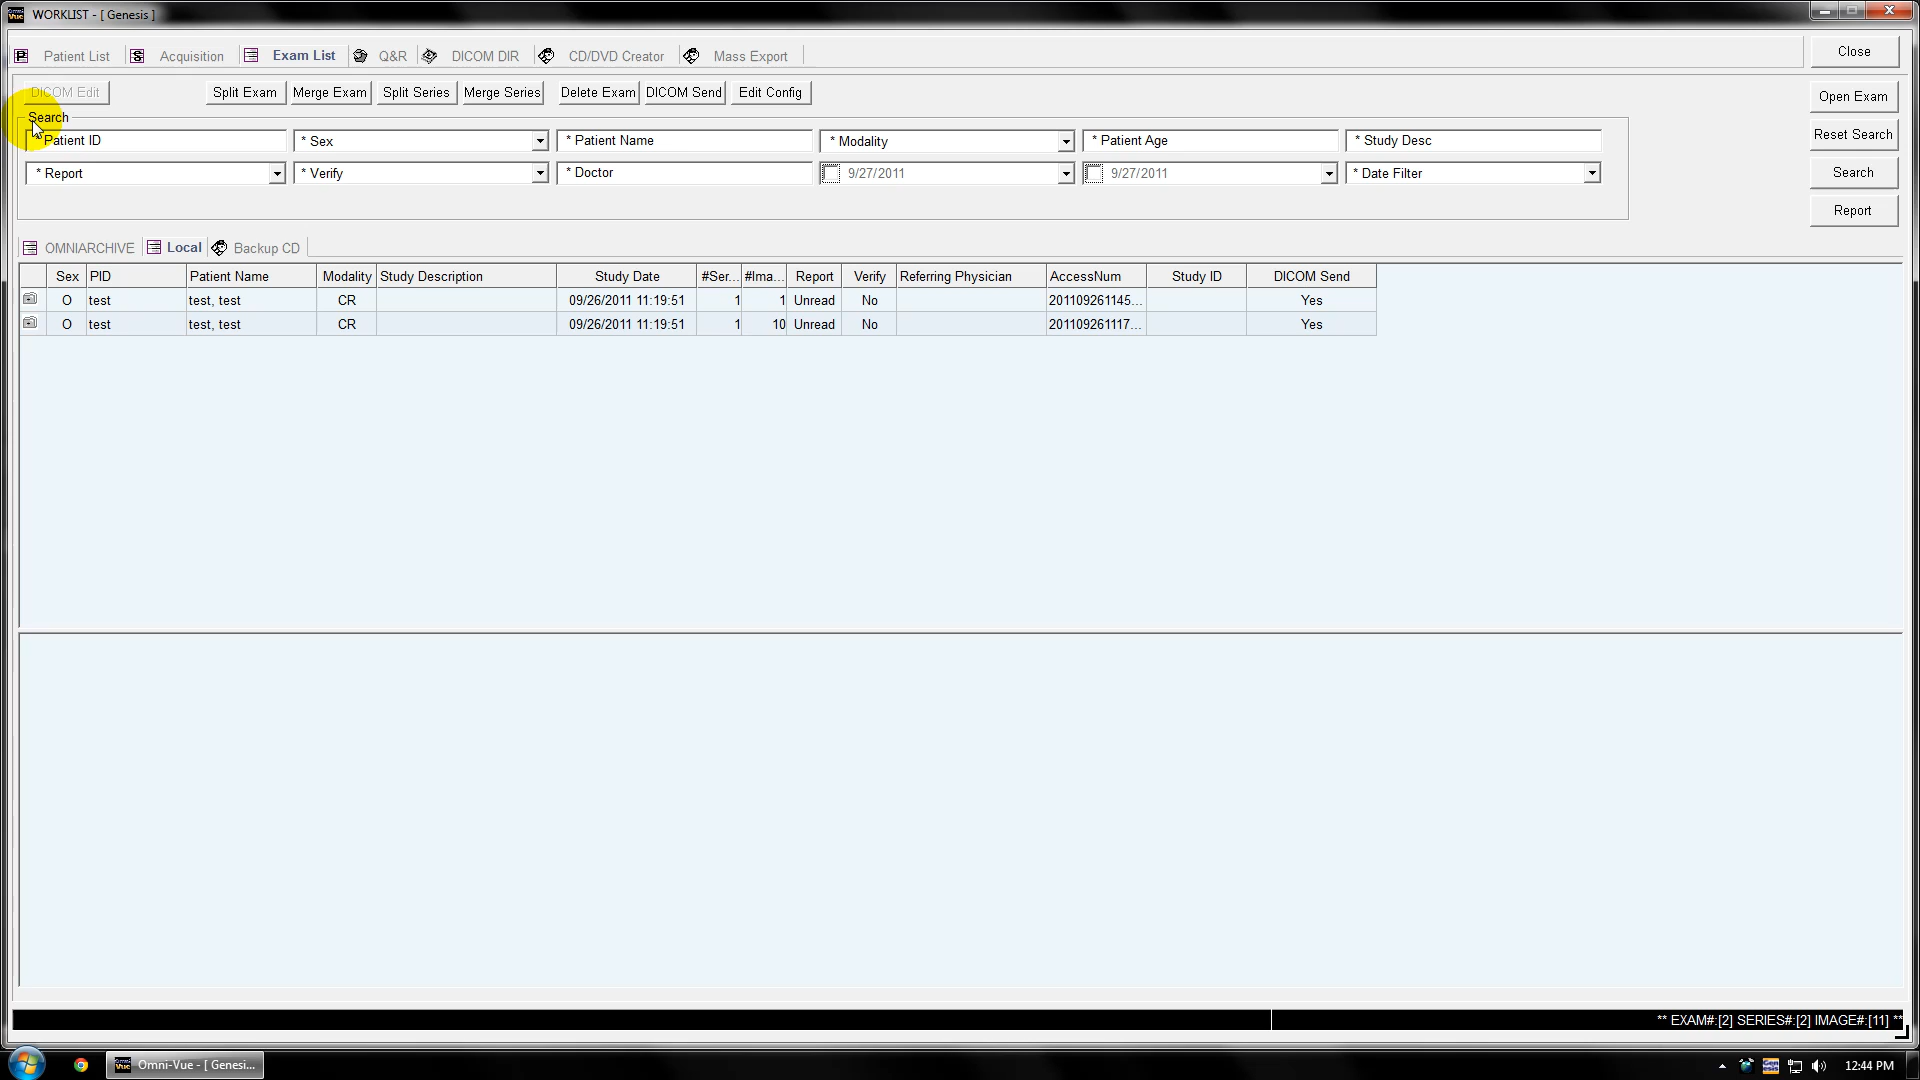 WORKLIST - [ Genesis ]
Patient List Acquisition Exam List Q&R DICOM DIR CD/DVD Creator Mass Export Close
DICOM Edit Split Exam Merge Exam Split Series Merge Series Delete Exam DICOM Send Edit Config Open Exam
Search
* Patient ID * Sex * Patient Name * Modality * Patient Age * Study Desc Reset Search
* Report * Verify * Doctor 9/27/2011 9/27/2011 * Date Filter Search
Report
OMNIARCHIVE Local Backup CD
Sex PID Patient Name Modality Study Description Study Date #Ser... #Ima... Report Verify Referring Physician AccessNum Study ID DICOM Send
O test test, test CR 09/26/2011 11:19:51 1 1 Unread No 201109261145... Yes
O test test, test CR 09/26/2011 11:19:51 1 10 Unread No 201109261117... Yes
** EXAM#:[2] SERIES#:[2] IMAGE#:[11] **
Omni-Vue - [ Genesi... 12:44 PM